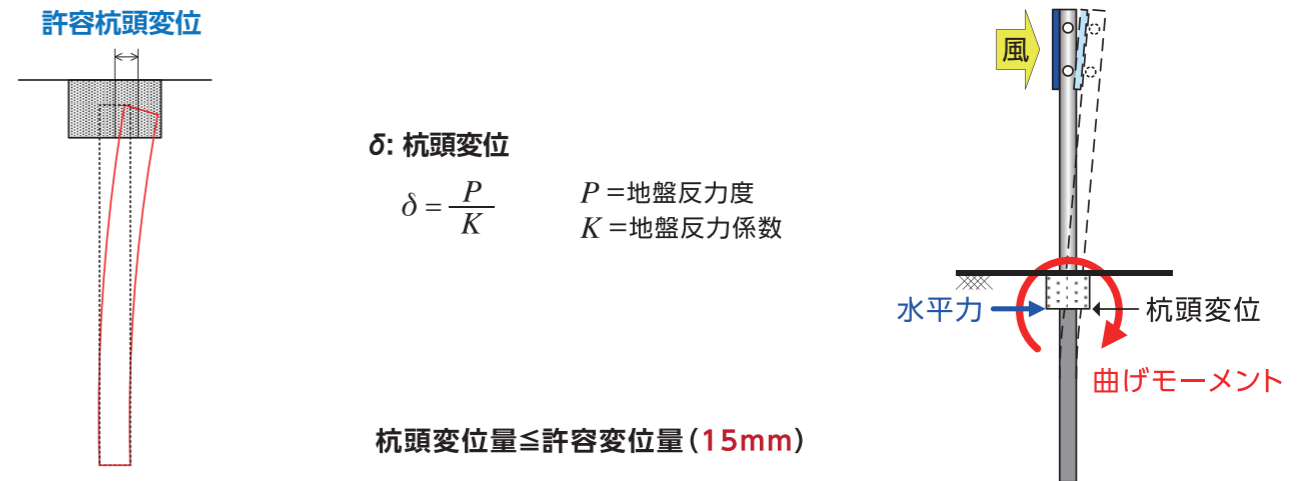 許容杭頭変位
δ: 杭頭変位
δ = P/K
P =地盤反力度
K =地盤反力係数
杭頭変位量≦許容変位量（15mm）
風
水平力
杭頭変位
曲げモーメント